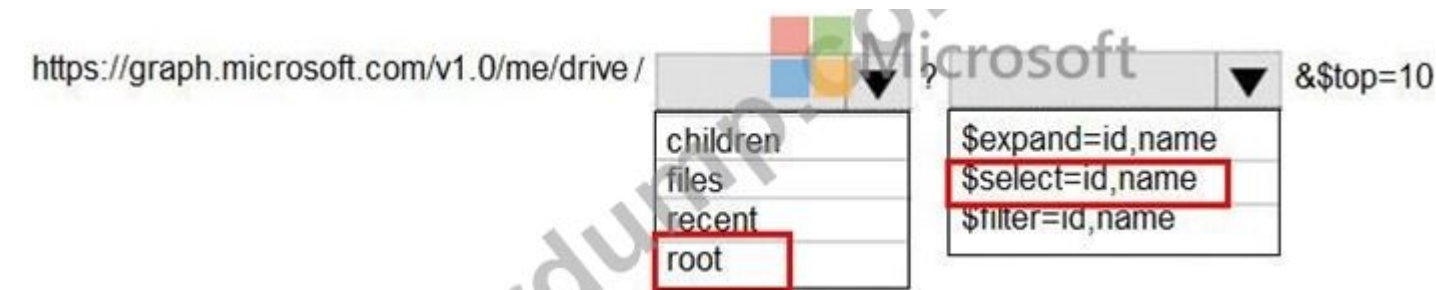 https://graph.microsoft.com/v1.0/me/drive / ? &$top=10
Microsoft
children
files
recent
root
$expand=id,name
$select=id,name
$filter=id,name